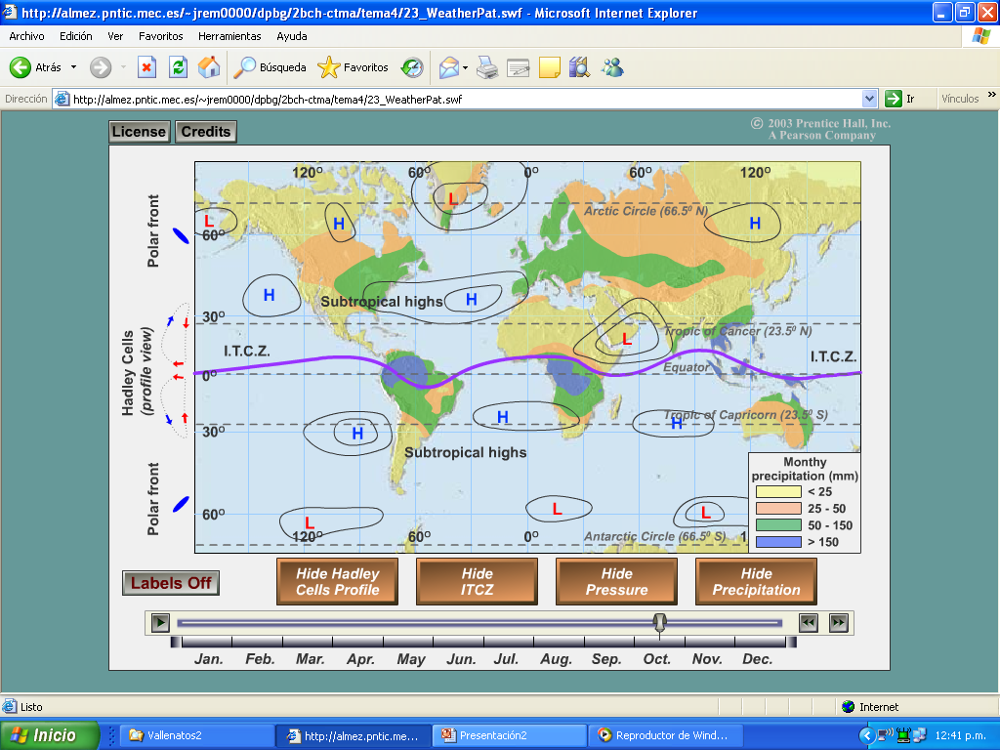 http://almez.pntic.mec.es/~jrem0000/dpbg/2bch-ctma/tema4/23_WeatherPat.swf - Microsoft Internet Explorer
Archivo Edición Ver Favoritos Herramientas Ayuda
Atrás Búsqueda Favoritos
Dirección http://almez.pntic.mec.es/~jrem0000/dpbg/2bch-ctma/tema4/23_WeatherPat.swf Ir Vínculos »
License Credits
© 2003 Prentice Hall, Inc.
A Pearson Company
120° 60° 0° 60° 120°
L
Arctic Circle (66.5° N)
Polar front
L H H
60°
H
Subtropical highs H
30°
Tropic of Cancer (23.5° N)
L
I.T.C.Z. I.T.C.Z.
Hadley Cells
(profile view)
Equator
0°
Tropic of Capricorn (23.5° S)
H H
30° H
Subtropical highs
Monthy
precipitation (mm)
< 25
25 - 50
50 - 150
> 150
Polar front
60° L L
L
120° 60° 0° 1
Antarctic Circle (66.5° S)
Labels Off
Hide Hadley
Cells Profile
Hide
ITCZ
Hide
Pressure
Hide
Precipitation
Jan. Feb. Mar. Apr. May Jun. Jul. Aug. Sep. Oct. Nov. Dec.
Listo Internet
Inicio Vallenatos2 http://almez.pntic.me... Presentación2 Reproductor de Wind... 12:41 p.m.